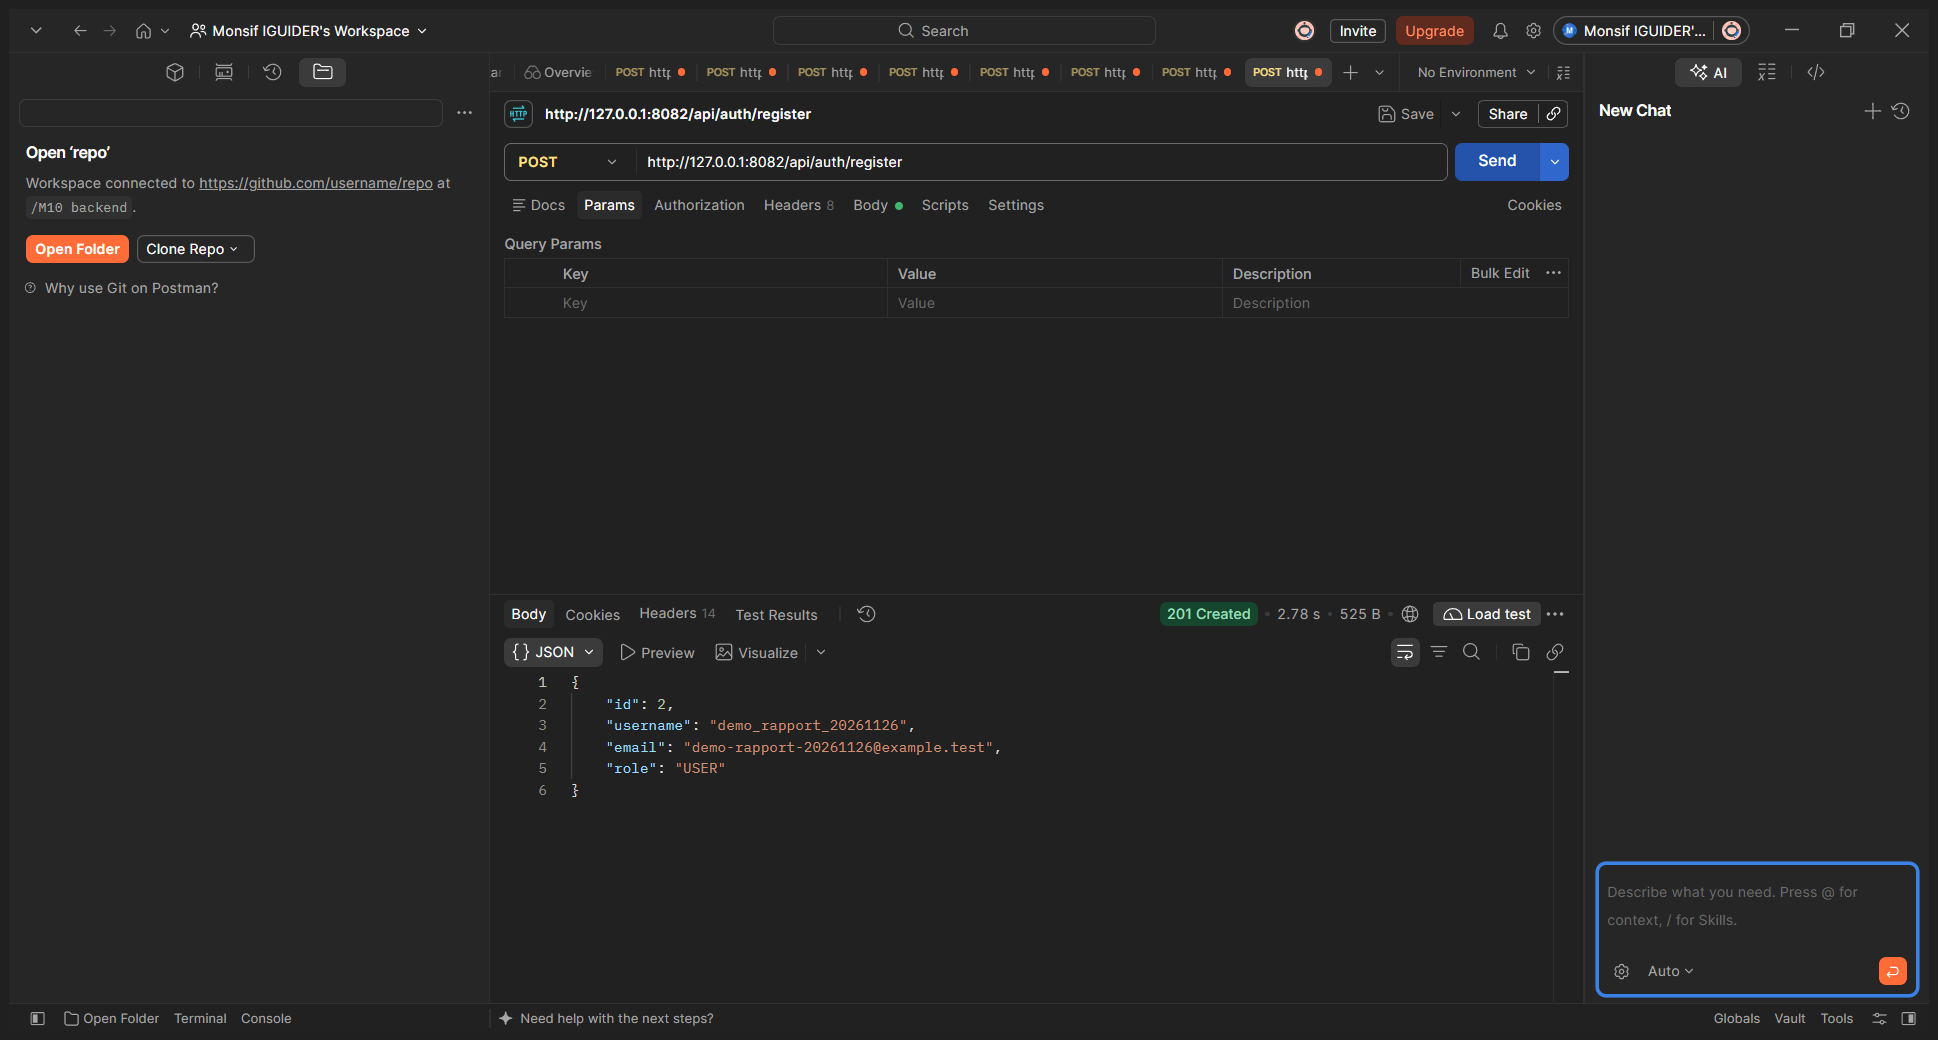 Monsif IGUIDER's Workspace
Search
Invite
Upgrade
Monsif IGUIDER'...
Overvie
POST http
POST http
POST http
POST http
POST http
POST http
POST http
POST http
No Environment
AI
HTTP
http://127.0.0.1:8082/api/auth/register
Save
Share
New Chat
Open ‘repo’
Workspace connected to https://github.com/username/repo at
/M10 backend.
Open Folder
Clone Repo
Why use Git on Postman?
POST
http://127.0.0.1:8082/api/auth/register
Send
Docs
Params
Authorization
Headers 8
Body
Scripts
Settings
Cookies
Query Params
Key
Value
Description
Bulk Edit
Key
Value
Description
Body
Cookies
Headers 14
Test Results
201 Created
2.78 s
525 B
Load test
{} JSON
Preview
Visualize
1 {
2 "id": 2,
3 "username": "demo_rapport_20261126",
4 "email": "demo-rapport-20261126@example.test",
5 "role": "USER"
6 }
Describe what you need. Press @ for
context, / for Skills.
Auto
Open Folder
Terminal
Console
Need help with the next steps?
Globals
Vault
Tools